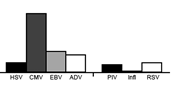 HSV CMV EBV ADV PIV Infl RSV